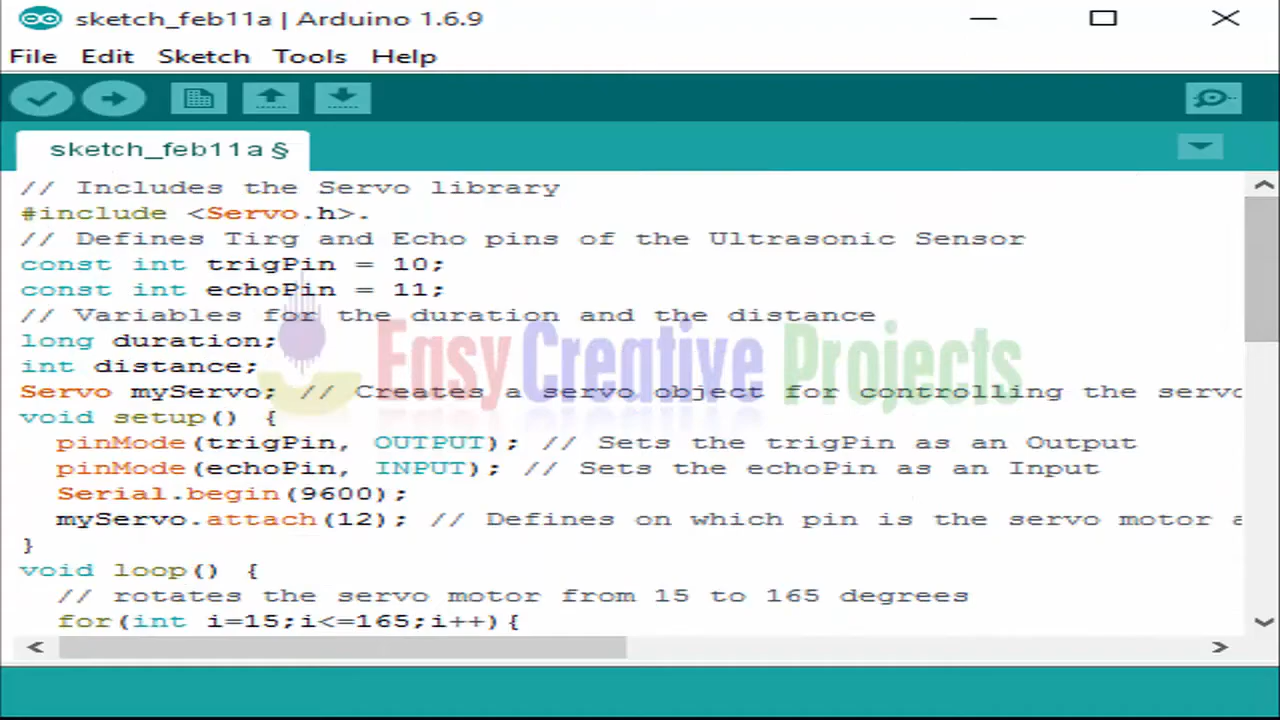 sketch_feb11a | Arduino 1.6.9
File Edit Sketch Tools Help
sketch_feb11a §
// Includes the Servo library
#include <Servo.h>.
// Defines Tirg and Echo pins of the Ultrasonic Sensor
const int trigPin = 10;
const int echoPin = 11;
// Variables for the duration and the distance
long duration;
int distance;
Easy Creative Projects
Servo myServo; // Creates a servo object for controlling the servo
void setup() {
  pinMode(trigPin, OUTPUT); // Sets the trigPin as an Output
  pinMode(echoPin, INPUT); // Sets the echoPin as an Input
  Serial.begin(9600);
  myServo.attach(12); // Defines on which pin is the servo motor a
}
void loop() {
  // rotates the servo motor from 15 to 165 degrees
  for(int i=15;i<=165;i++){